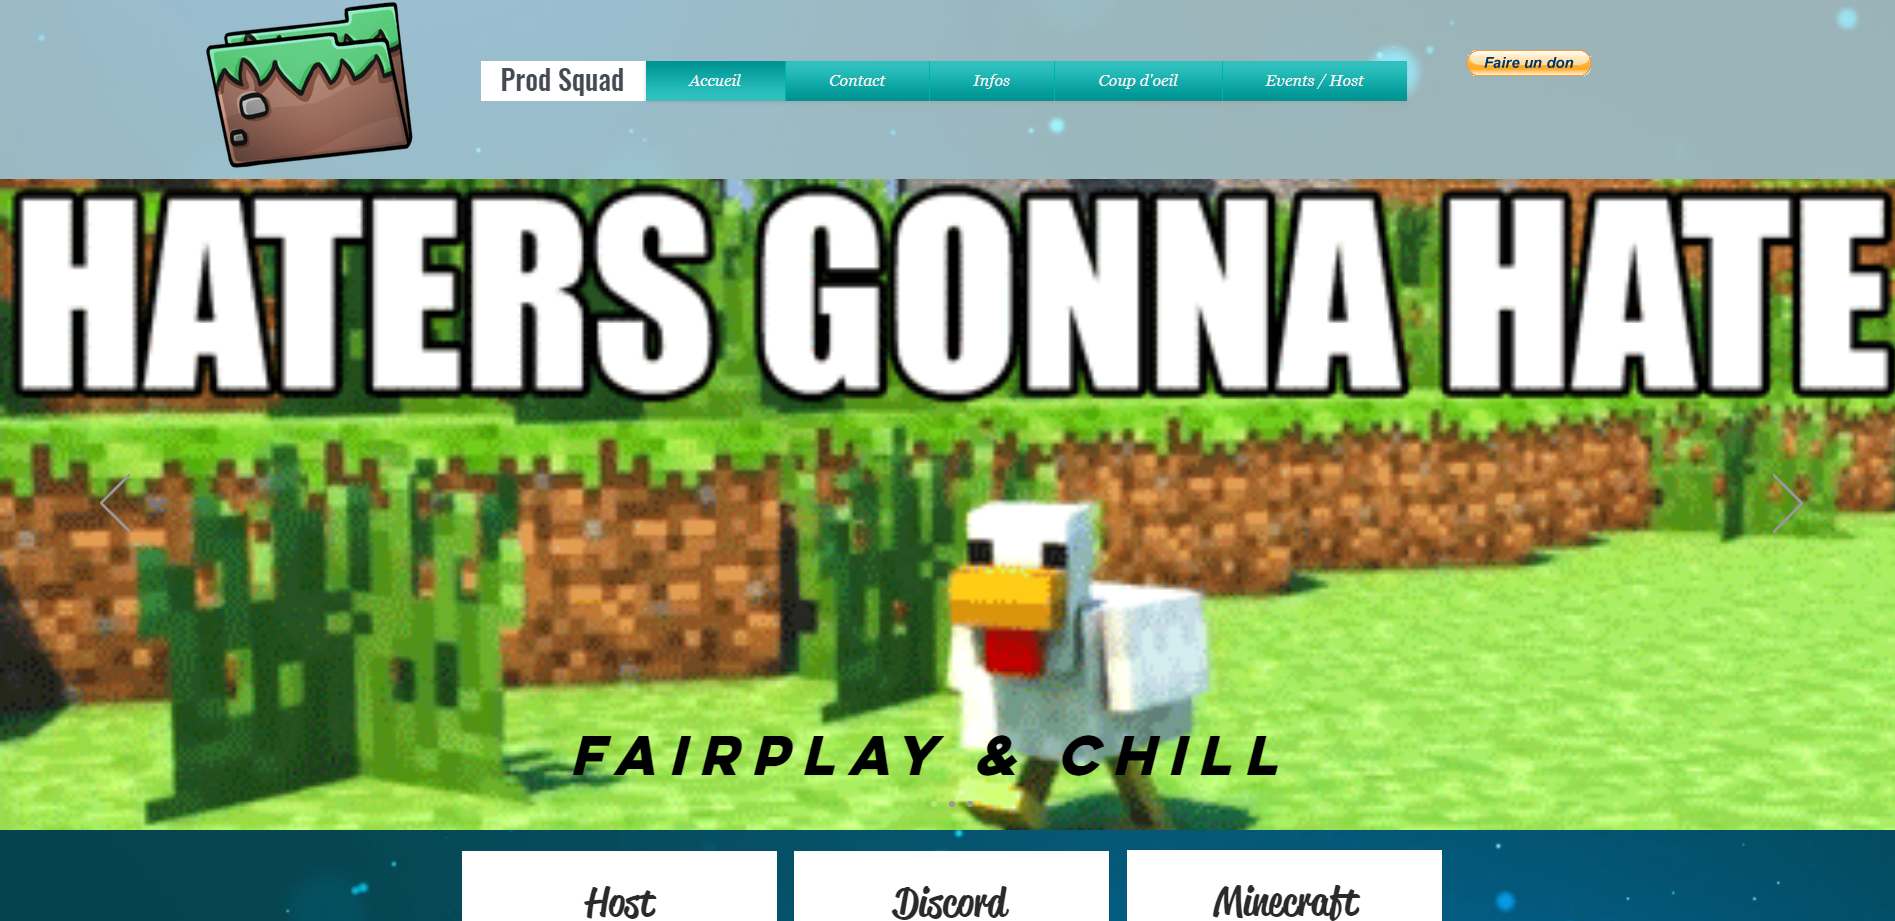 Prod Squad
Accueil
Contact
Infos
Coup d'oeil
Events / Host
Faire un don
HATERS GONNA HATE
FAIRPLAY & CHILL
Host
Discord
Minecraft